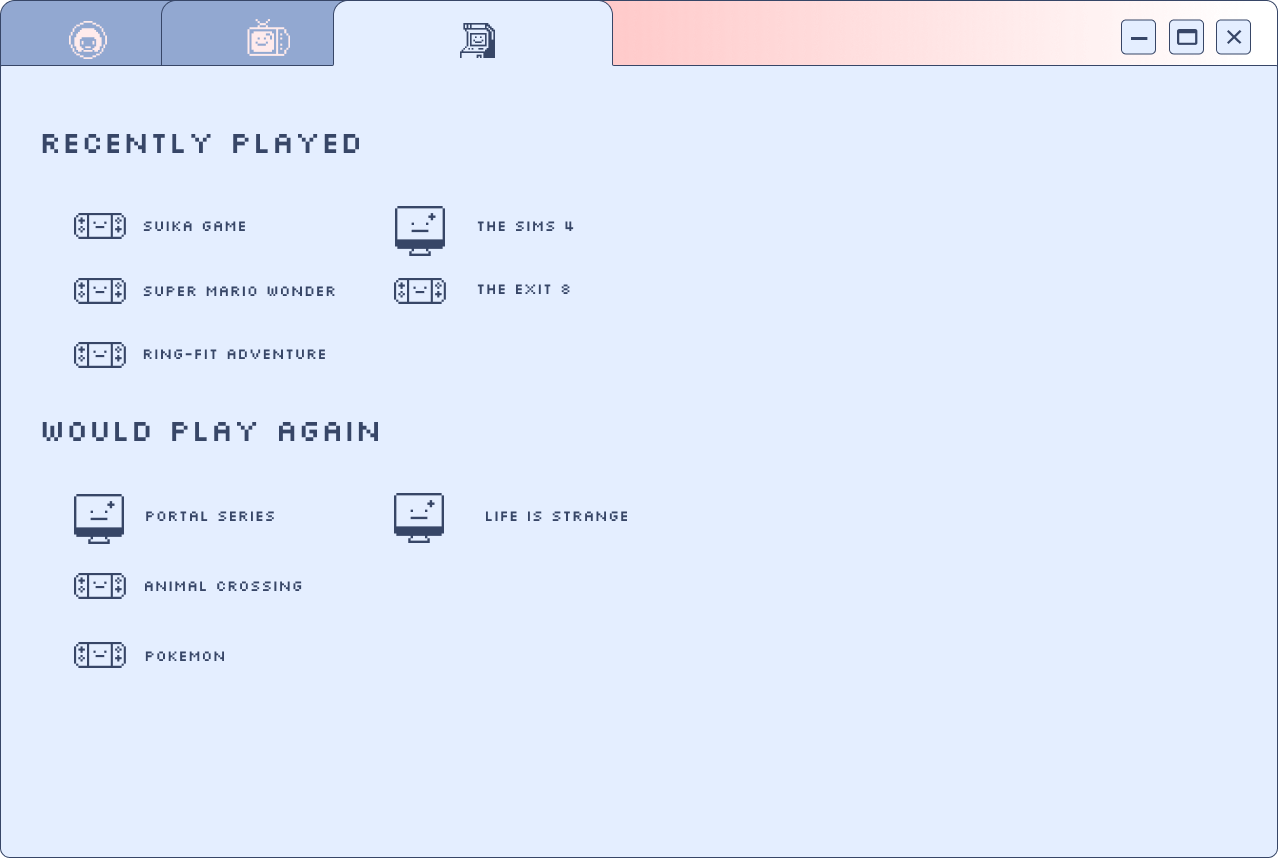 RECENTLY PLAYED
SUIKA GAME
THE SIMS 4
SUPER MARIO WONDER
THE EXIT 8
RING-FIT ADVENTURE
WOULD PLAY AGAIN
PORTAL SERIES
LIFE IS STRANGE
ANIMAL CROSSING
POKEMON